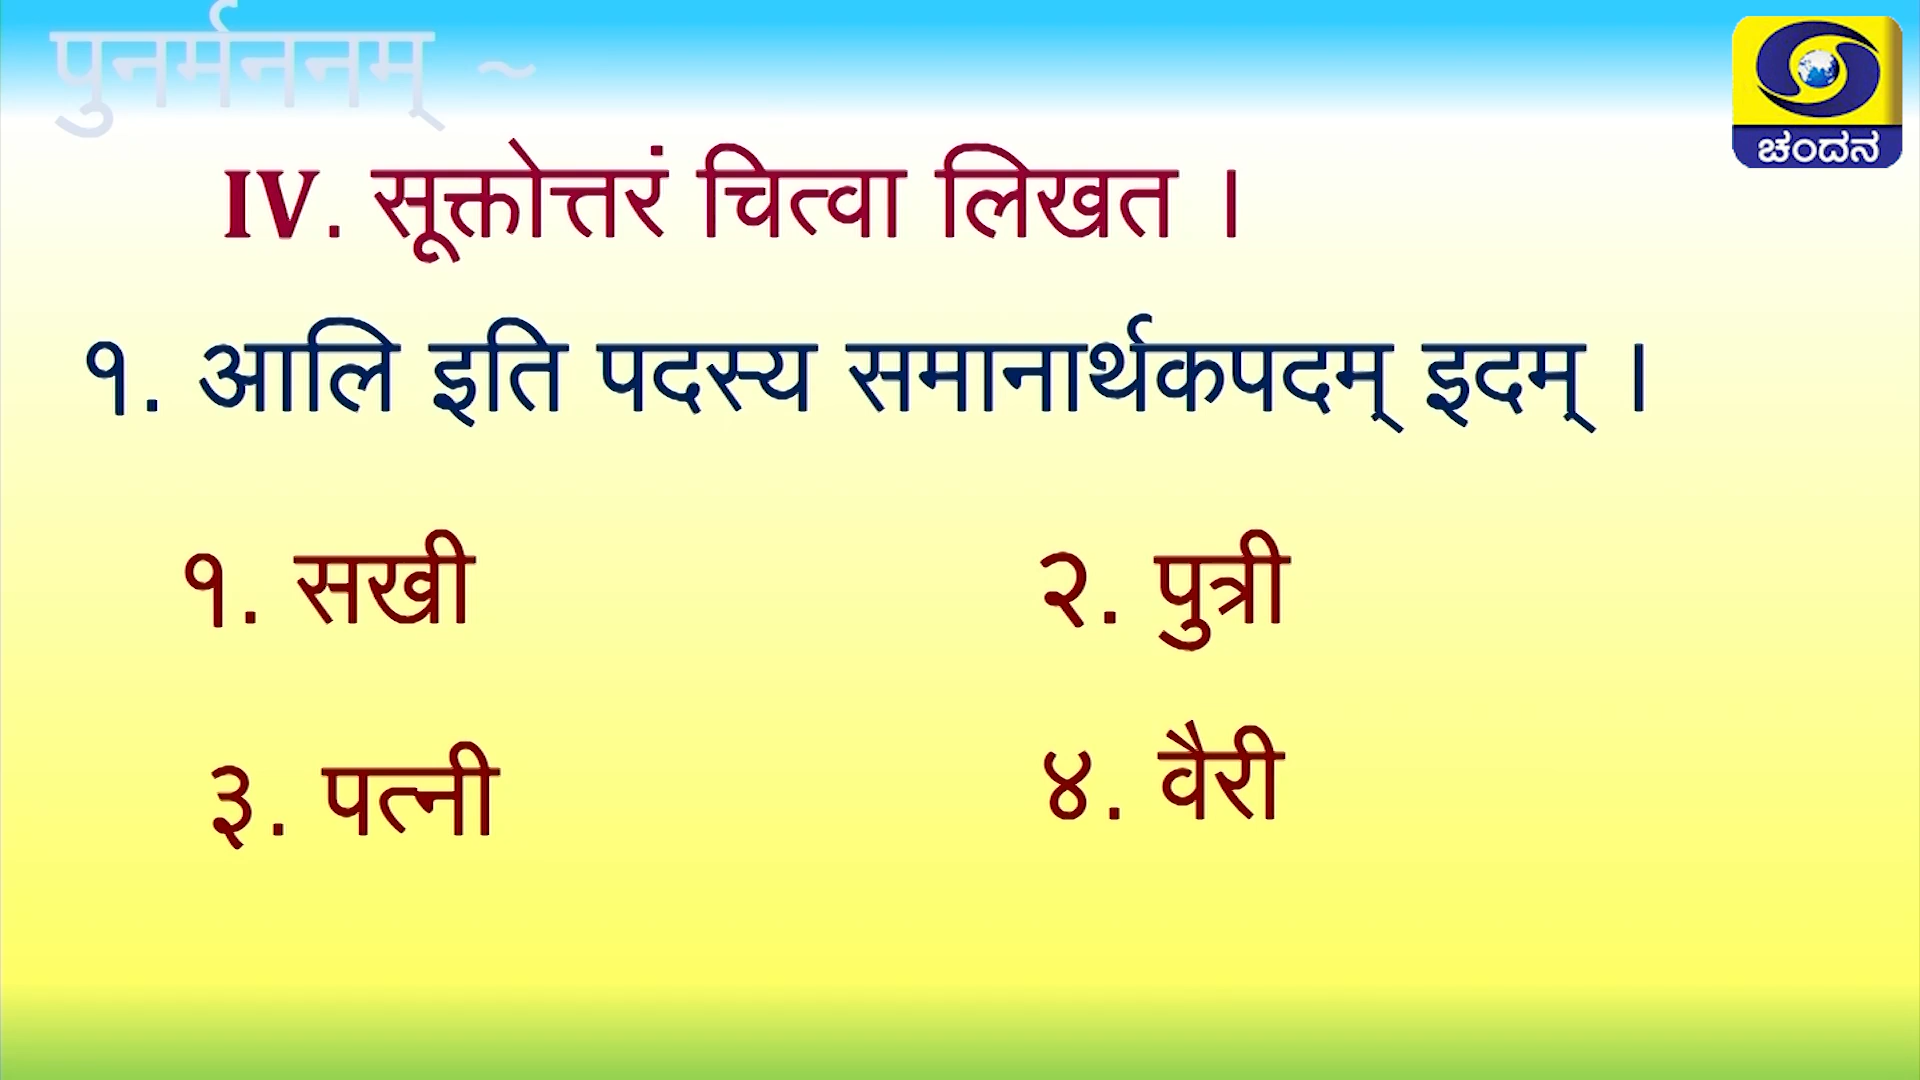 पुनर्मननम् ~
ಚಂದನ
IV. सूक्तोत्तरं चित्वा लिखत ।
१. आलि इति पदस्य समानार्थकपदम् इदम् ।
१. सखी
२. पुत्री
३. पत्नी
४. वैरी